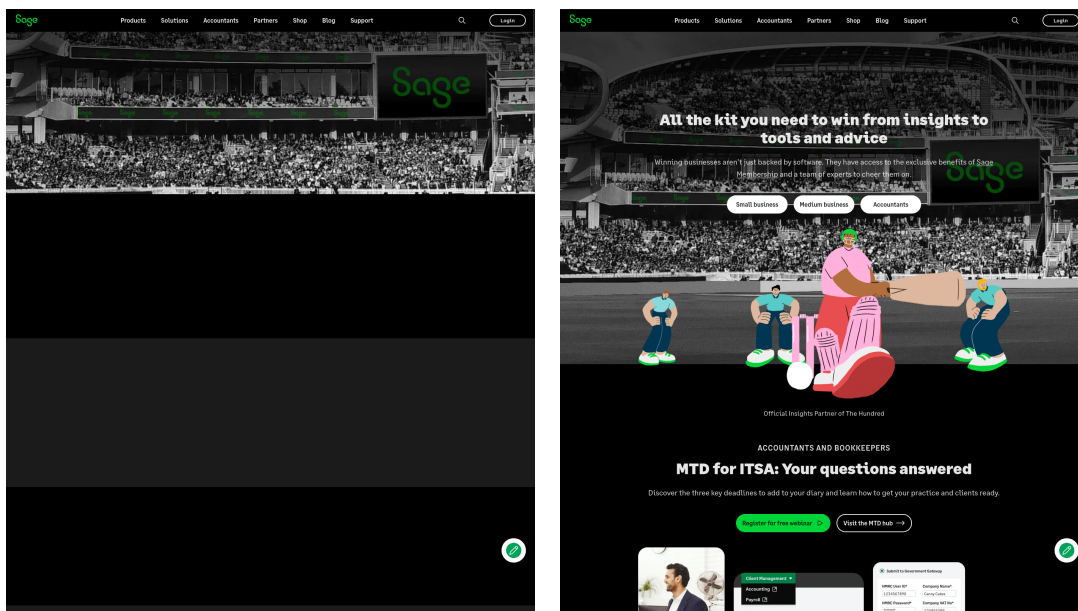 Sage
Products Solutions Accountants Partners Shop Blog Support
Login
Sage
Sage
Products Solutions Accountants Partners Shop Blog Support
Login
All the kit you need to win from insights to
tools and advice
Winning businesses aren't just backed by software. They have access to the exclusive benefits of Sage
Membership and a team of experts to cheer them on.
Sage
Small business
Medium business
Accountants
Official Insights Partner of The Hundred
ACCOUNTANTS AND BOOKKEEPERS
MTD for ITSA: Your questions answered
Discover the three key deadlines to add to your diary and learn how to get your practice and clients ready.
Register for free webinar
Visit the MTD hub
Client Management
Accounting
Payroll
Submit to Government Gateway
HMRC User ID* Company Name*
1234567898 Canny Cakes
HMRC Password* Company VAT No*